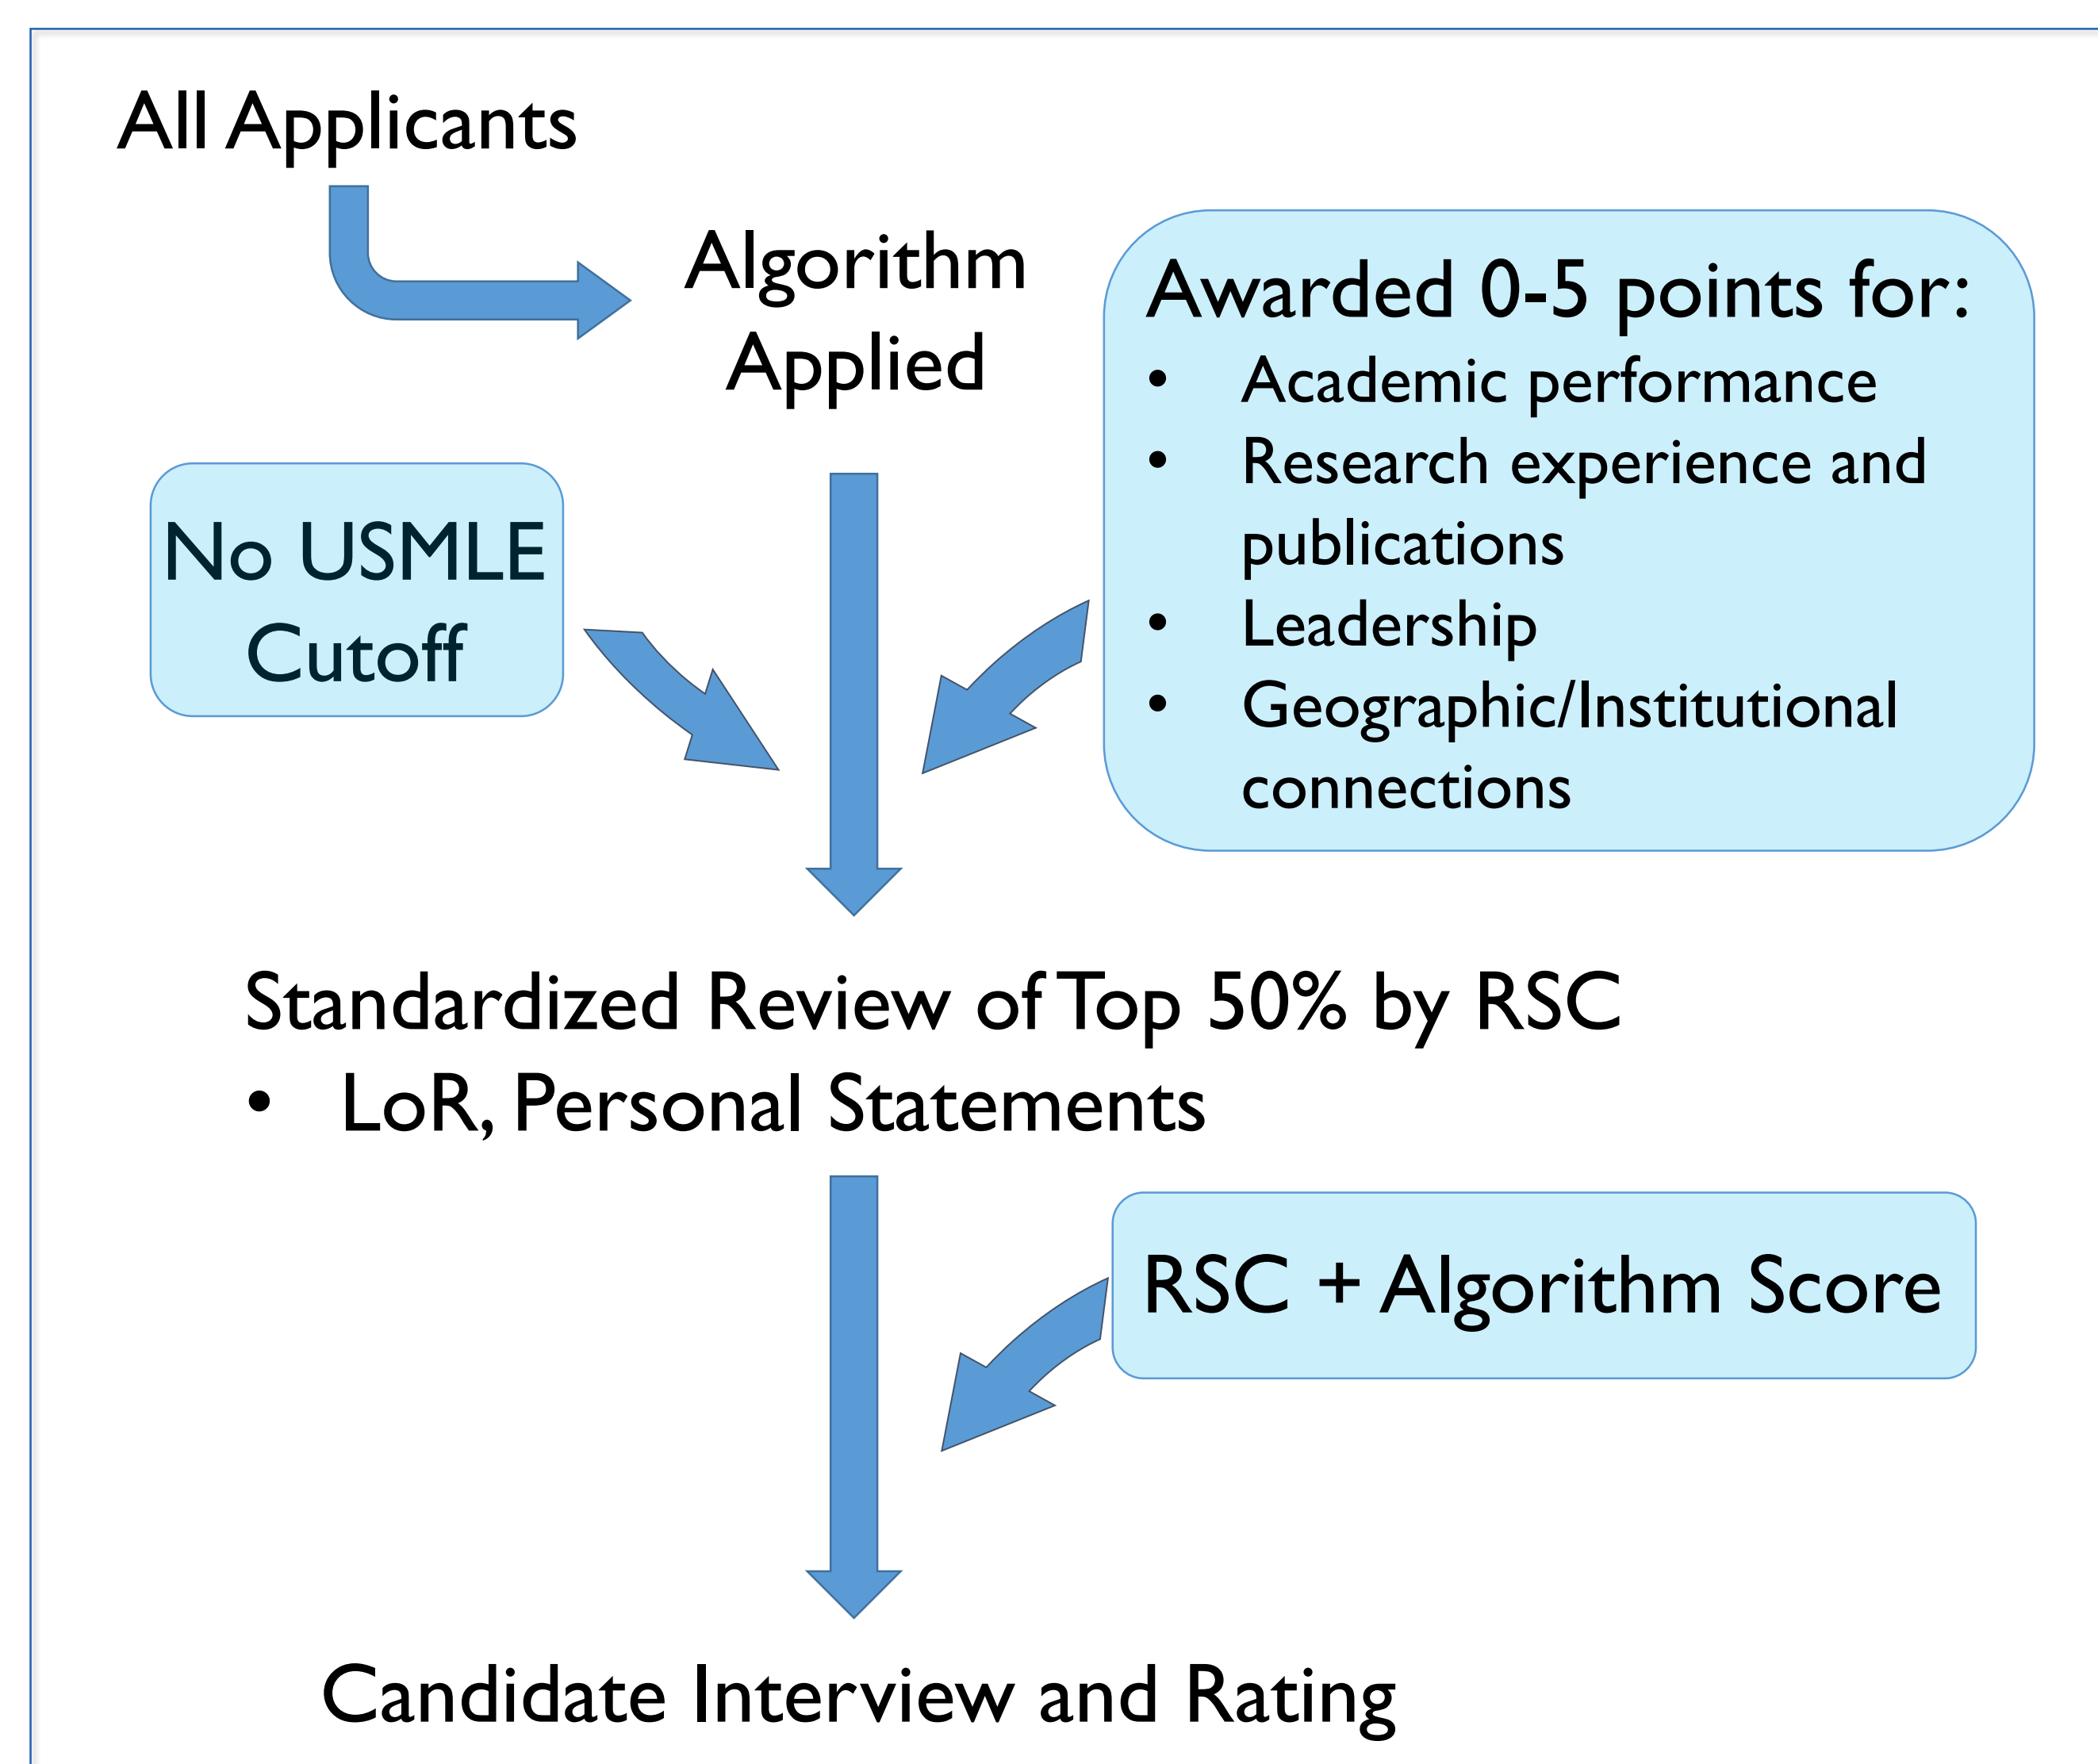 All Applicants
Algorithm
Applied
Awarded 0-5 points for:
• Academic performance
• Research experience and
publications
• Leadership
• Geographic/Institutional
connections
No USMLE
Cutoff
Standardized Review of Top 50% by RSC
• LoR, Personal Statements
RSC + Algorithm Score
Candidate Interview and Rating